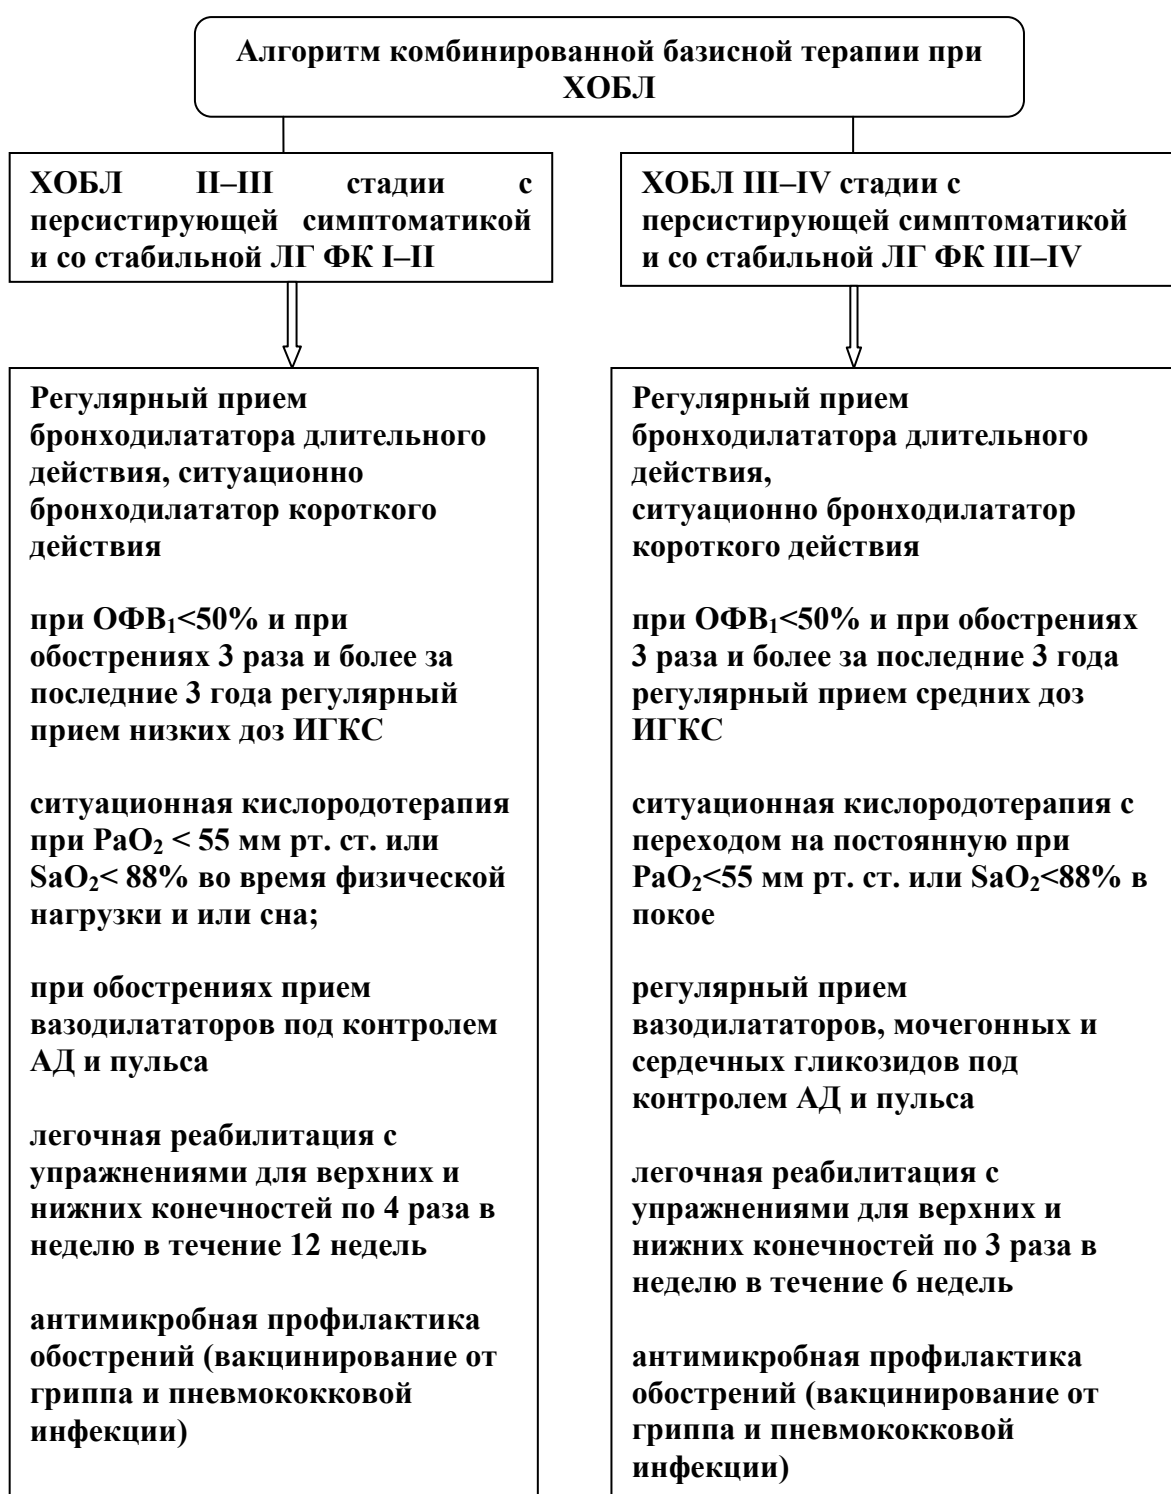 Алгоритм комбинированной базисной терапии при
ХОБЛ
ХОБЛ II–III стадии с
персистирующей симптоматикой
и со стабильной ЛГ ФК I–II
Регулярный прием
бронходилататора длительного
действия, ситуационно
бронходилататор короткого
действия
при ОФВ₁<50% и при
обострениях 3 раза и более за
последние 3 года регулярный
прием низких доз ИГКС
ситуационная кислородотерапия
при PaO₂ < 55 мм рт. ст. или
SaO₂< 88% во время физической
нагрузки и или сна;
при обострениях прием
вазодилататоров под контролем
АД и пульса
легочная реабилитация с
упражнениями для верхних и
нижних конечностей по 4 раза в
неделю в течение 12 недель
антимикробная профилактика
обострений (вакцинирование от
гриппа и пневмококковой
инфекции)
ХОБЛ III–IV стадии с
персистирующей симптоматикой
и со стабильной ЛГ ФК III–IV
Регулярный прием
бронходилататора длительного
действия,
ситуационно бронходилататор
короткого действия
при ОФВ₁<50% и при обострениях
3 раза и более за последние 3 года
регулярный прием средних доз
ИГКС
ситуационная кислородотерапия с
переходом на постоянную при
PaO₂<55 мм рт. ст. или SaO₂<88% в
покое
регулярный прием
вазодилататоров, мочегонных и
сердечных гликозидов под
контролем АД и пульса
легочная реабилитация с
упражнениями для верхних и
нижних конечностей по 3 раза в
неделю в течение 6 недель
антимикробная профилактика
обострений (вакцинирование от
гриппа и пневмококковой
инфекции)